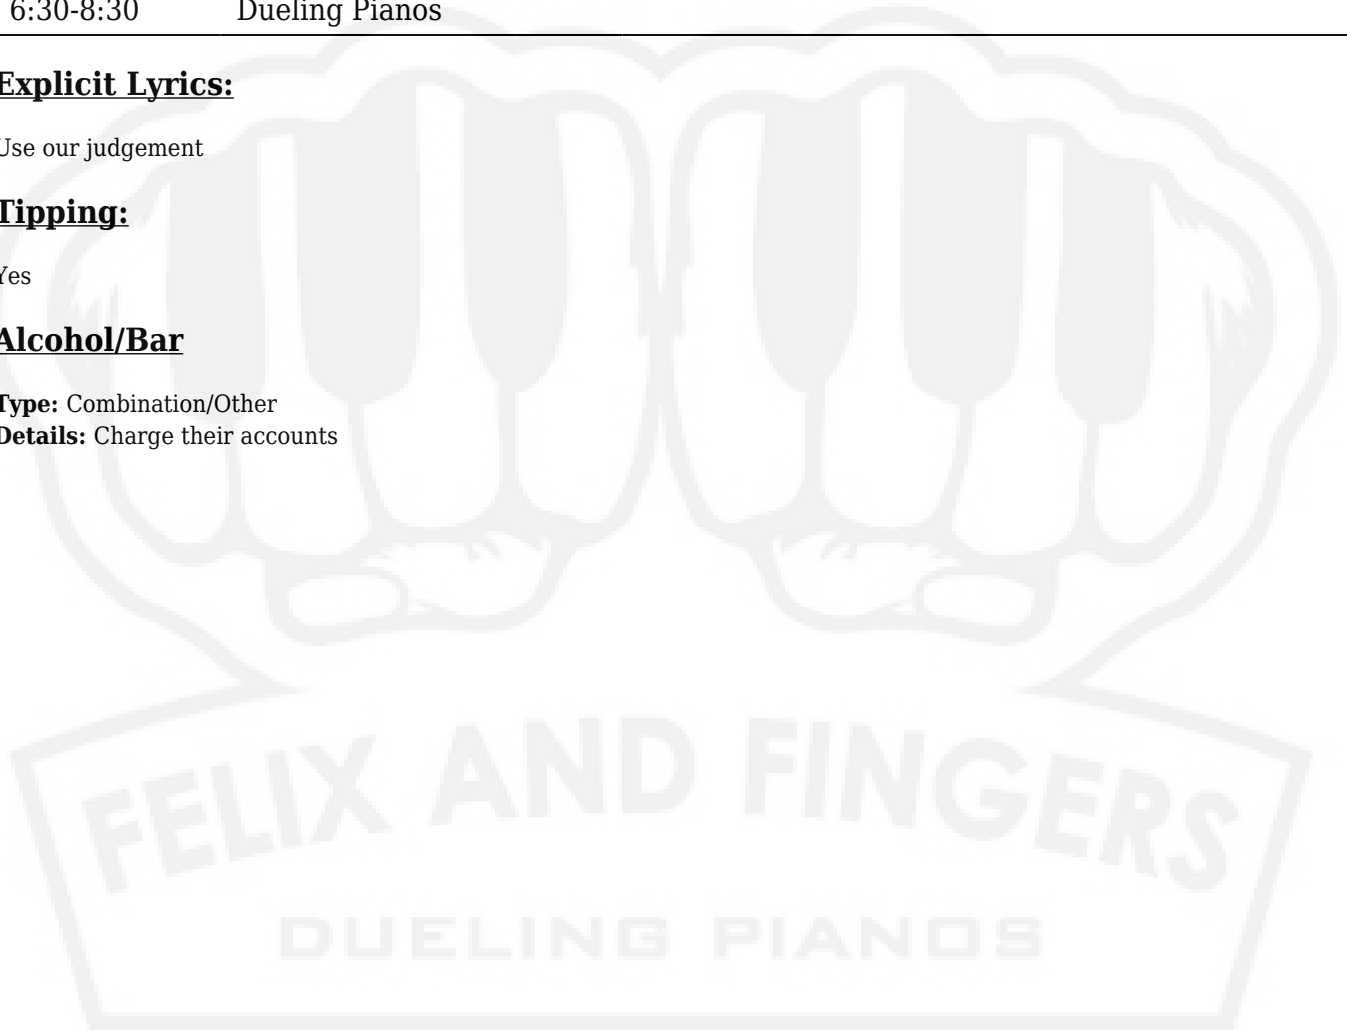 6:30-8:30 Dueling Pianos
Explicit Lyrics:
Use our judgement
Tipping:
Yes
Alcohol/Bar
Type: Combination/Other
Details: Charge their accounts
FELIX AND FINGERS
DUELING PIANOS